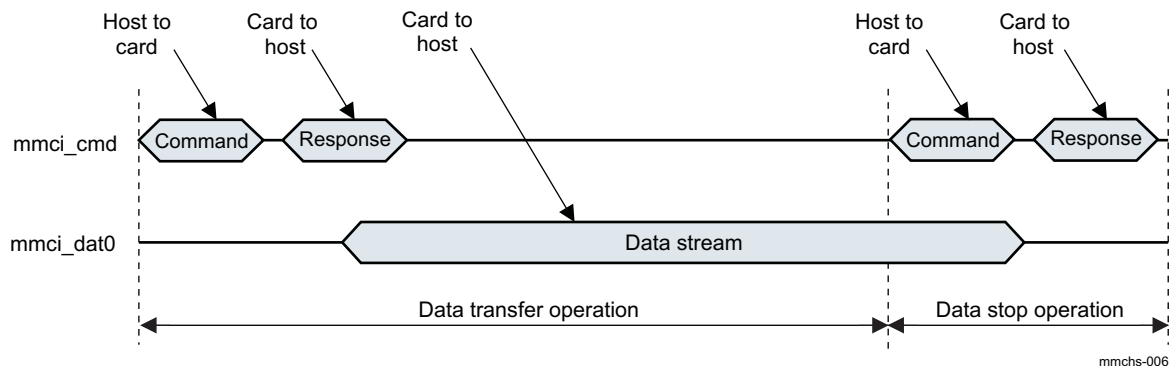 Host to
card
Card to
host
Card to
host
Host to
card
Card to
host
mmci_cmd
Command
Response
Command
Response
mmci_dat0
Data stream
Data transfer operation
Data stop operation
mmchs-006